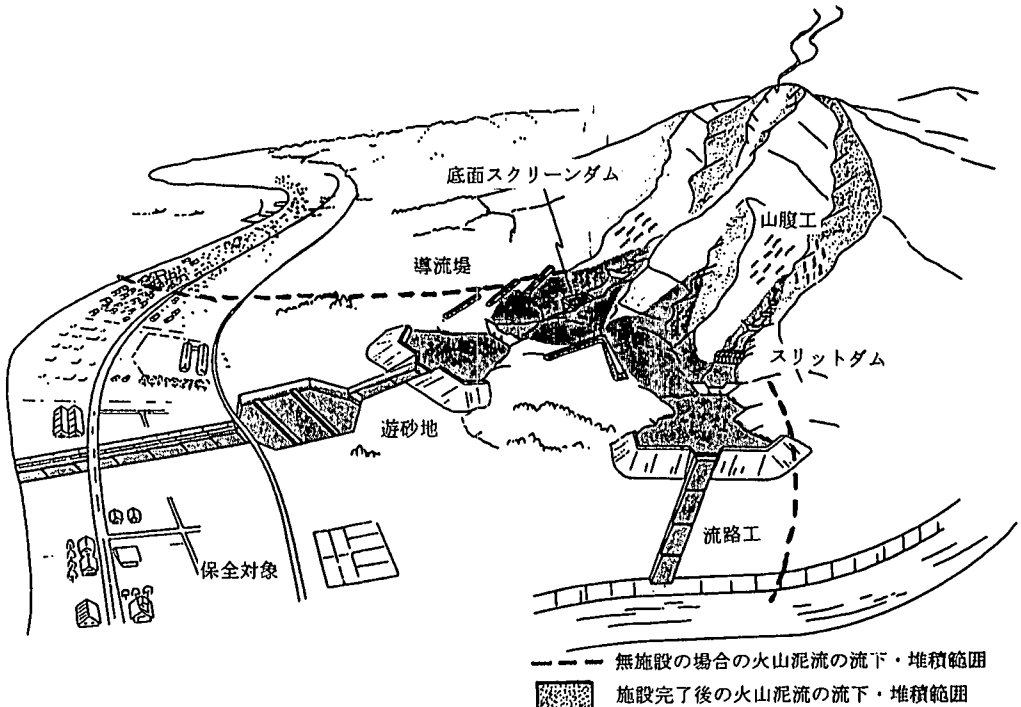 底面スクリーンダム
山腹工
導流堤
スリットダム
遊砂地
流路工
保全対象
無施設の場合の火山泥流の流下・堆積範囲
施設完了後の火山泥流の流下・堆積範囲